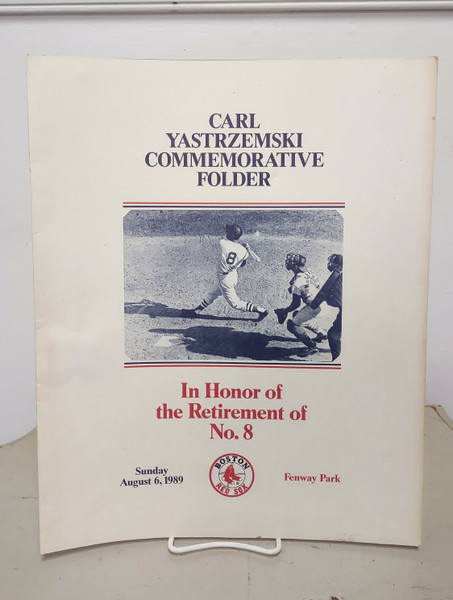 CARL
YASTRZEMSKI
COMMEMORATIVE
FOLDER
8
In Honor of
the Retirement of
No. 8
Sunday
August 6, 1989
BOSTON
RED SOX
Fenway Park